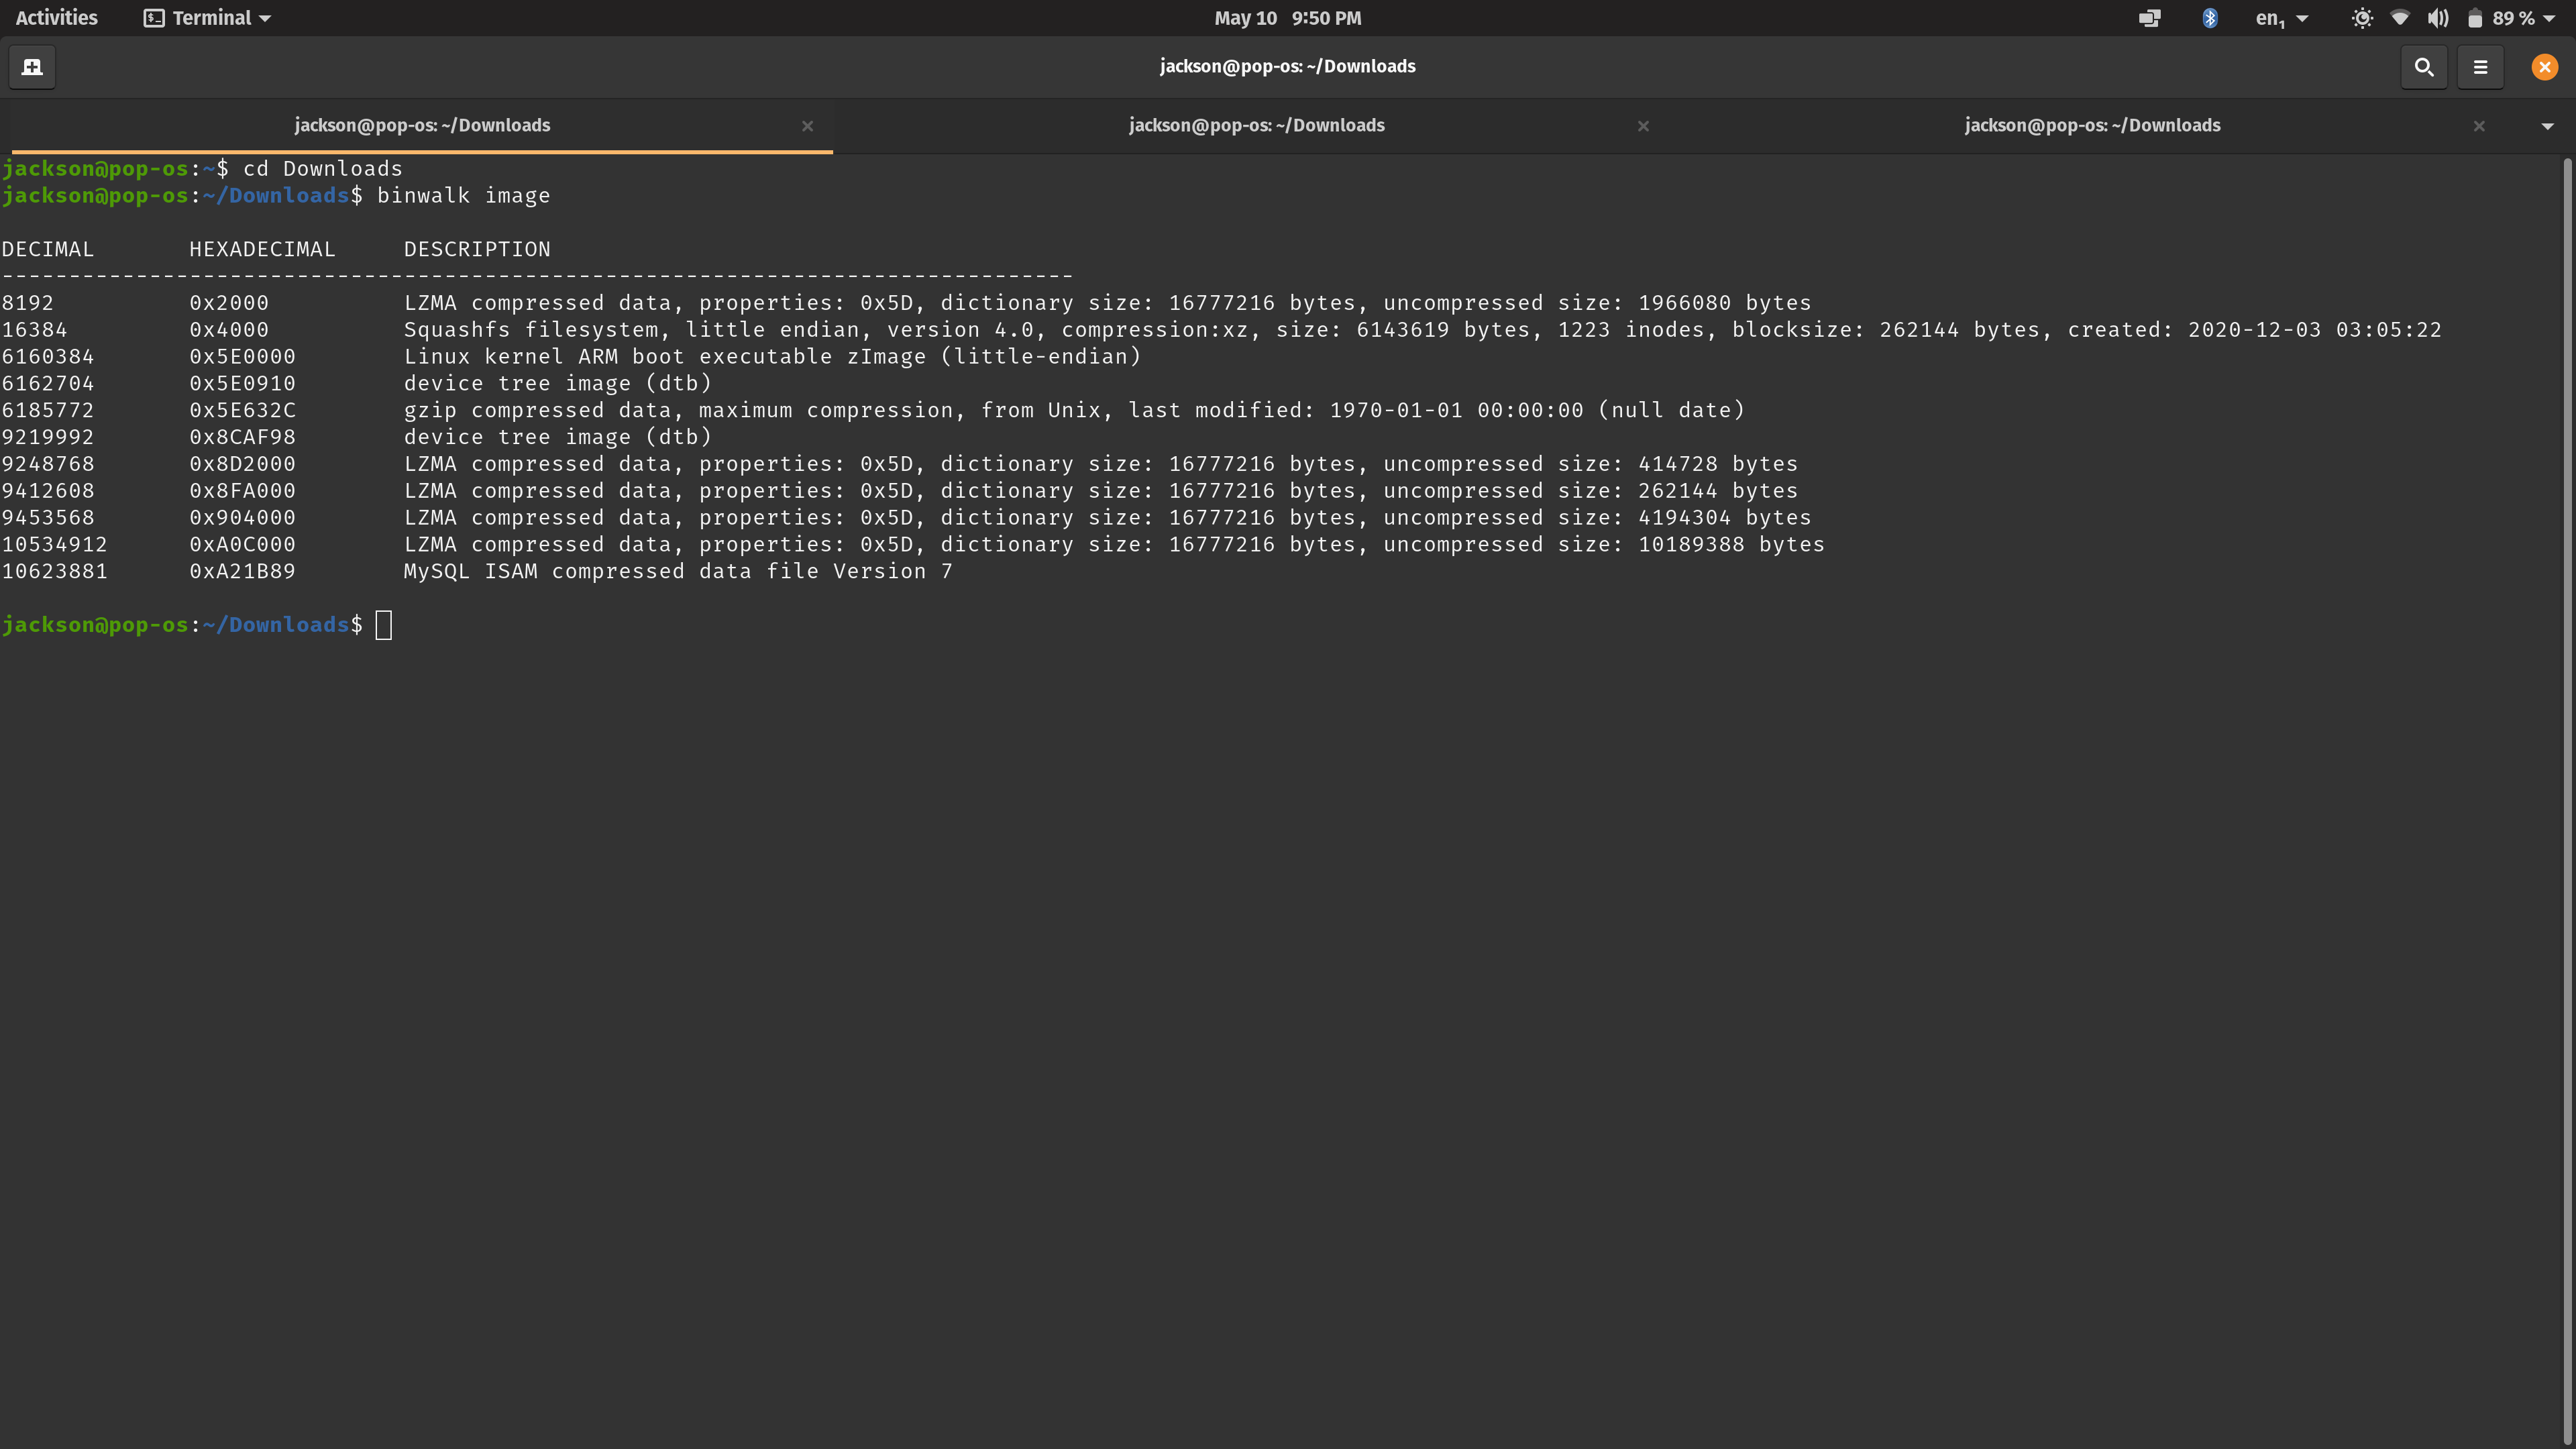 Activities Terminal May 10 9:50 PM en1 89 %
jackson@pop-os: ~/Downloads
jackson@pop-os: ~/Downloads jackson@pop-os: ~/Downloads jackson@pop-os: ~/Downloads
jackson@pop-os:~$ cd Downloads
jackson@pop-os:~/Downloads$ binwalk image
DECIMAL       HEXADECIMAL     DESCRIPTION
--------------------------------------------------------------------------------
8192          0x2000          LZMA compressed data, properties: 0x5D, dictionary size: 16777216 bytes, uncompressed size: 1966080 bytes
16384         0x4000          Squashfs filesystem, little endian, version 4.0, compression:xz, size: 6143619 bytes, 1223 inodes, blocksize: 262144 bytes, created: 2020-12-03 03:05:22
6160384       0x5E0000        Linux kernel ARM boot executable zImage (little-endian)
6162704       0x5E0910        device tree image (dtb)
6185772       0x5E632C        gzip compressed data, maximum compression, from Unix, last modified: 1970-01-01 00:00:00 (null date)
9219992       0x8CAF98        device tree image (dtb)
9248768       0x8D2000        LZMA compressed data, properties: 0x5D, dictionary size: 16777216 bytes, uncompressed size: 414728 bytes
9412608       0x8FA000        LZMA compressed data, properties: 0x5D, dictionary size: 16777216 bytes, uncompressed size: 262144 bytes
9453568       0x904000        LZMA compressed data, properties: 0x5D, dictionary size: 16777216 bytes, uncompressed size: 4194304 bytes
10534912      0xA0C000        LZMA compressed data, properties: 0x5D, dictionary size: 16777216 bytes, uncompressed size: 10189388 bytes
10623881      0xA21B89        MySQL ISAM compressed data file Version 7
jackson@pop-os:~/Downloads$